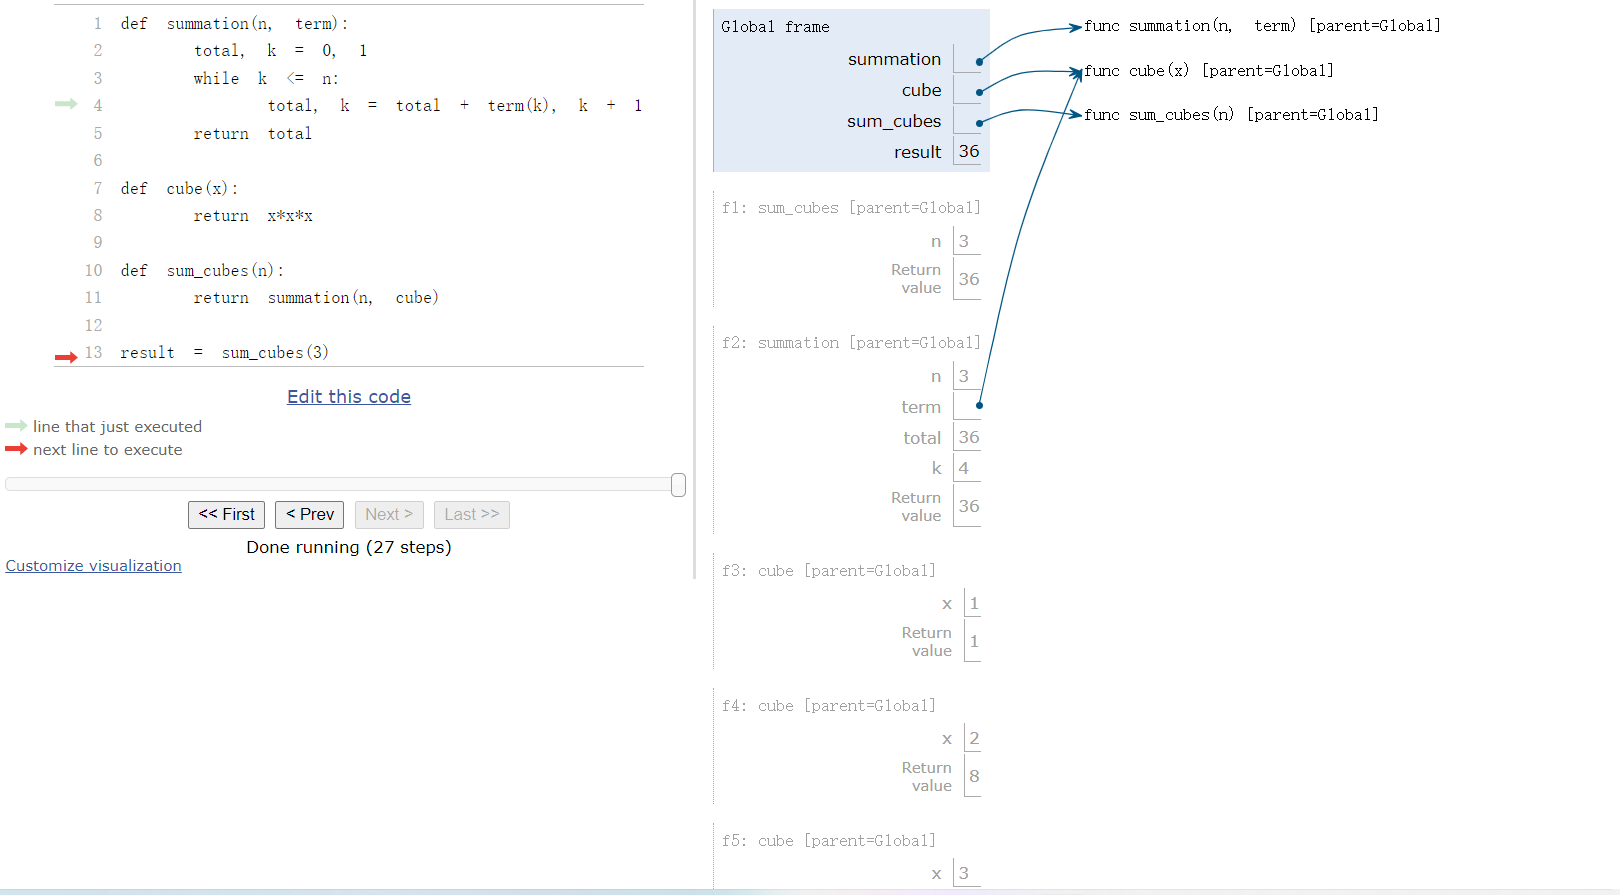 1 def summation(n, term):
2 total, k = 0, 1
3 while k <= n:
4 total, k = total + term(k), k + 1
5 return total
6
7 def cube(x):
8 return x*x*x
9
10 def sum_cubes(n):
11 return summation(n, cube)
12
13 result = sum_cubes(3)
Edit this code
line that just executed
next line to execute
<< First < Prev Next > Last >>
Done running (27 steps)
Customize visualization
Global frame
summation
cube
sum_cubes
result 36
func summation(n, term) [parent=Global]
func cube(x) [parent=Global]
func sum_cubes(n) [parent=Global]
f1: sum_cubes [parent=Global]
n 3
Return
value 36
f2: summation [parent=Global]
n 3
term
total 36
k 4
Return
value 36
f3: cube [parent=Global]
x 1
Return
value 1
f4: cube [parent=Global]
x 2
Return
value 8
f5: cube [parent=Global]
x 3